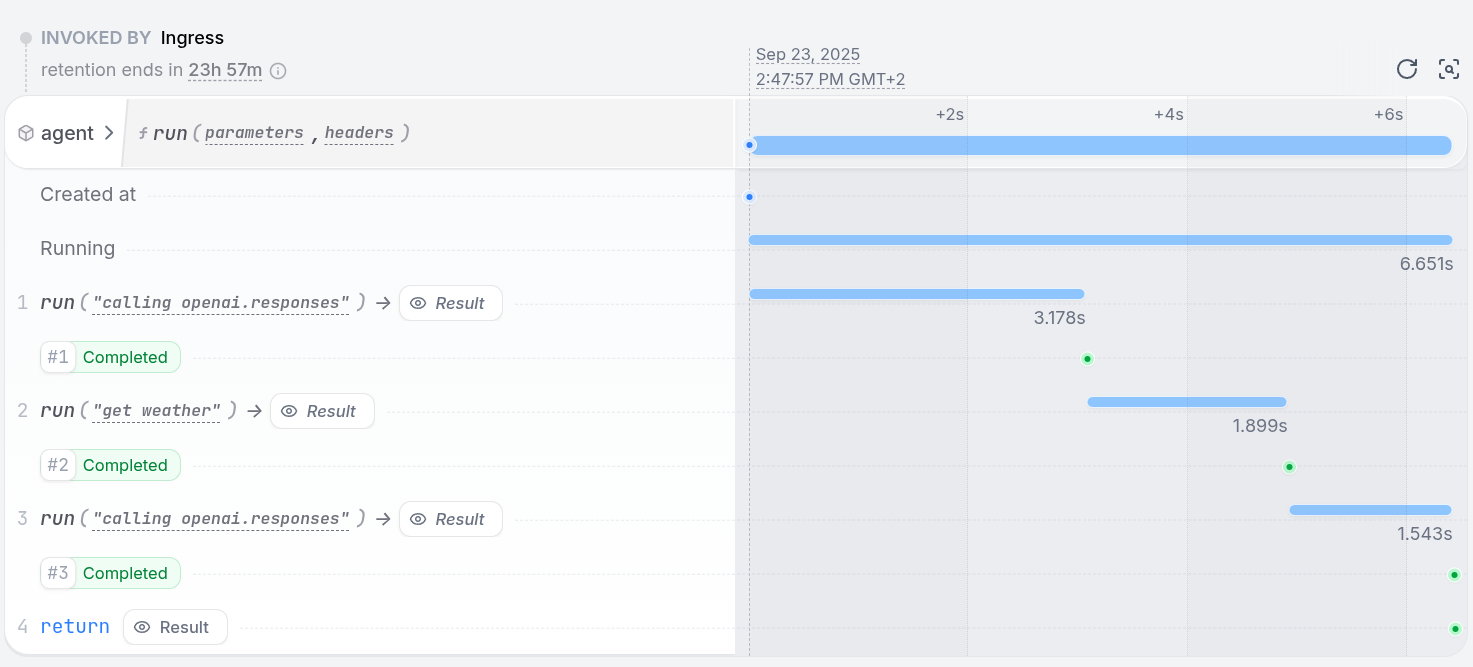 INVOKED BY Ingress
retention ends in 23h 57m
Sep 23, 2025
2:47:57 PM GMT+2
agent
ƒ run ( parameters , headers )
+2s +4s +6s
Created at
Running
6.651s
1 run ( "calling openai.responses" ) → Result
3.178s
#1 Completed
2 run ( "get weather" ) → Result
1.899s
#2 Completed
3 run ( "calling openai.responses" ) → Result
1.543s
#3 Completed
4 return Result